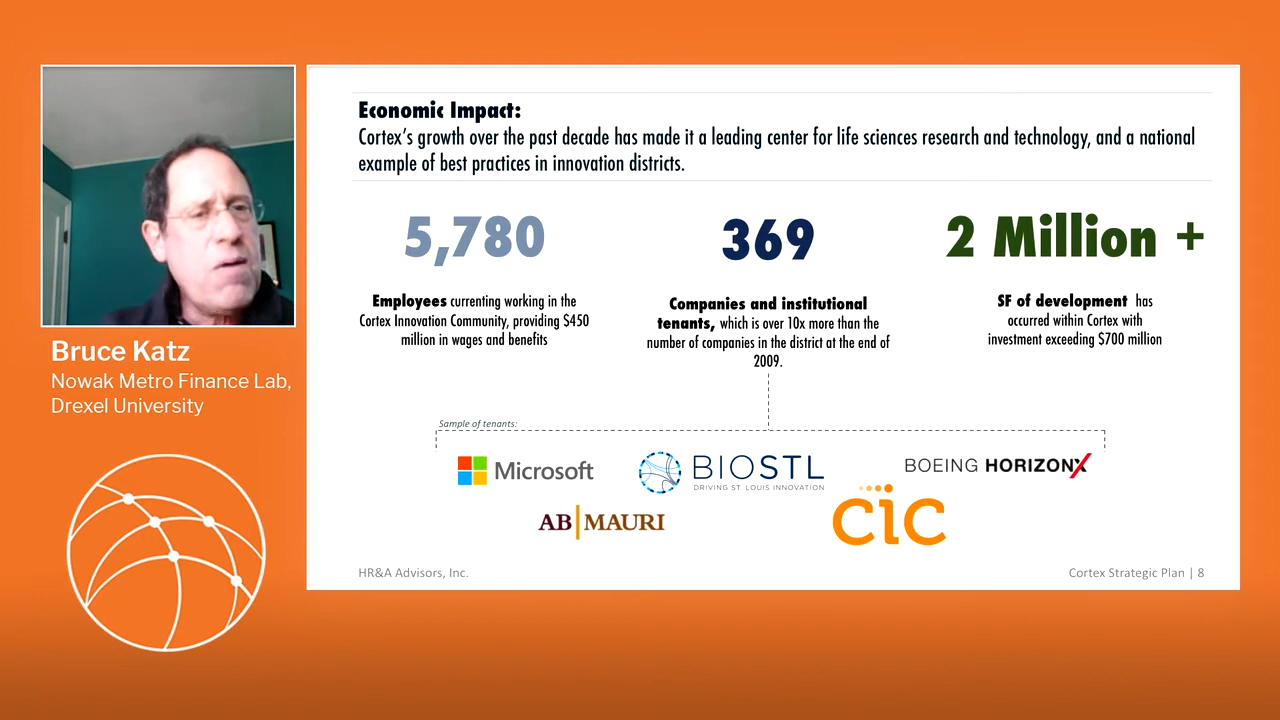 Economic Impact:
Cortex's growth over the past decade has made it a leading center for life sciences research and technology, and a national
example of best practices in innovation districts.
5,780
Employees currenting working in the
Cortex Innovation Community, providing $450
million in wages and benefits
369
Companies and institutional
tenants, which is over 10x more than the
number of companies in the district at the end of
2009.
2 Million +
SF of development has
occurred within Cortex with
investment exceeding $700 million
Sample of tenants:
Microsoft
BIOSTL
DRIVING ST. LOUIS INNOVATION
BOEING HORIZONX
AB MAURI
cic
HR&A Advisors, Inc.
Cortex Strategic Plan | 8
Bruce Katz
Nowak Metro Finance Lab,
Drexel University